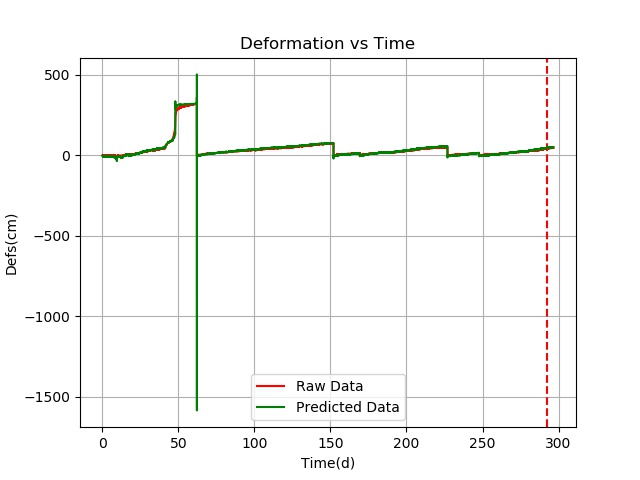 Deformation vs Time
500
0
−500
−1000
−1500
Defs(cm)
Raw Data
Predicted Data
0 50 100 150 200 250 300
Time(d)